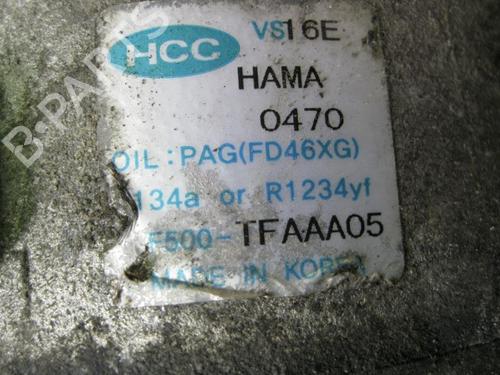 HCC VS16E
HAMA
0470
OIL: PAG(FD46XG)
134a or R1234yf
F500-TFAAA05
MADE IN KOREA
B-PARTS